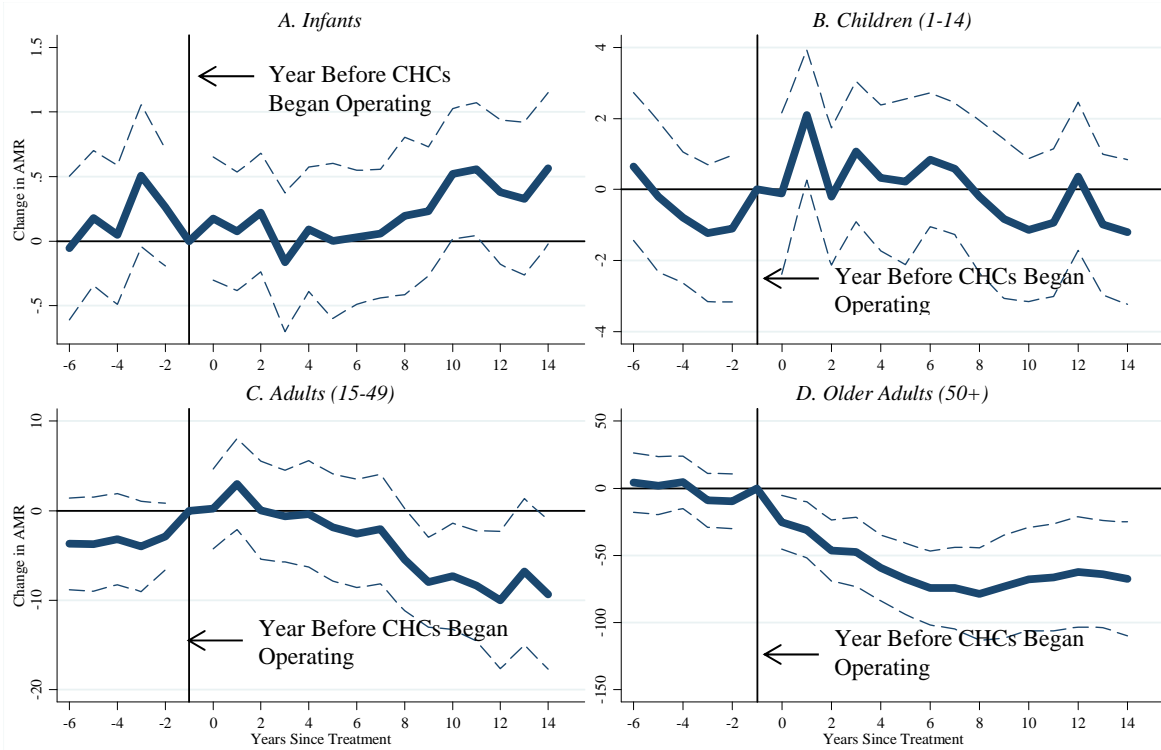 A. Infants
B. Children (1-14)
Change in AMR
1.5
1
.5
0
-.5
Year Before CHCs
Began Operating
-6 -4 -2 0 2 4 6 8 10 12 14
4
2
0
-2
-4
Year Before CHCs Began
Operating
-6 -4 -2 0 2 4 6 8 10 12 14
C. Adults (15-49)
D. Older Adults (50+)
Change in AMR
10
0
-10
-20
Year Before CHCs Began
Operating
-6 -4 -2 0 2 4 6 8 10 12 14
Years Since Treatment
50
0
-50
-100
-150
Year Before CHCs Began
Operating
-6 -4 -2 0 2 4 6 8 10 12 14
Years Since Treatment